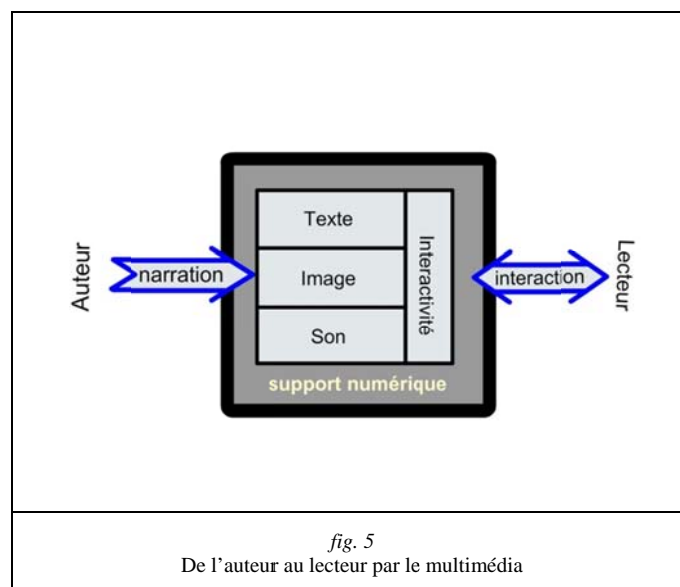 Auteur
narration
Texte
Image
Son
Interactivité
support numérique
interaction
Lecteur
fig. 5
De l'auteur au lecteur par le multimédia